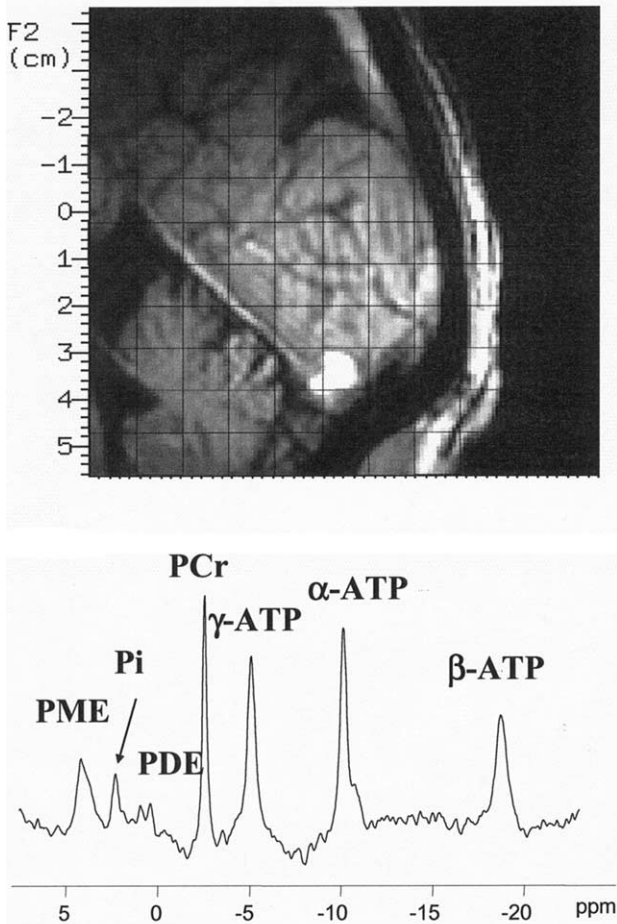 F2
(cm)
-2
-1
0
1
2
3
4
5
PCr
γ-ATP
α-ATP
Pi
β-ATP
PME
PDE
5 0 -5 -10 -15 -20 ppm